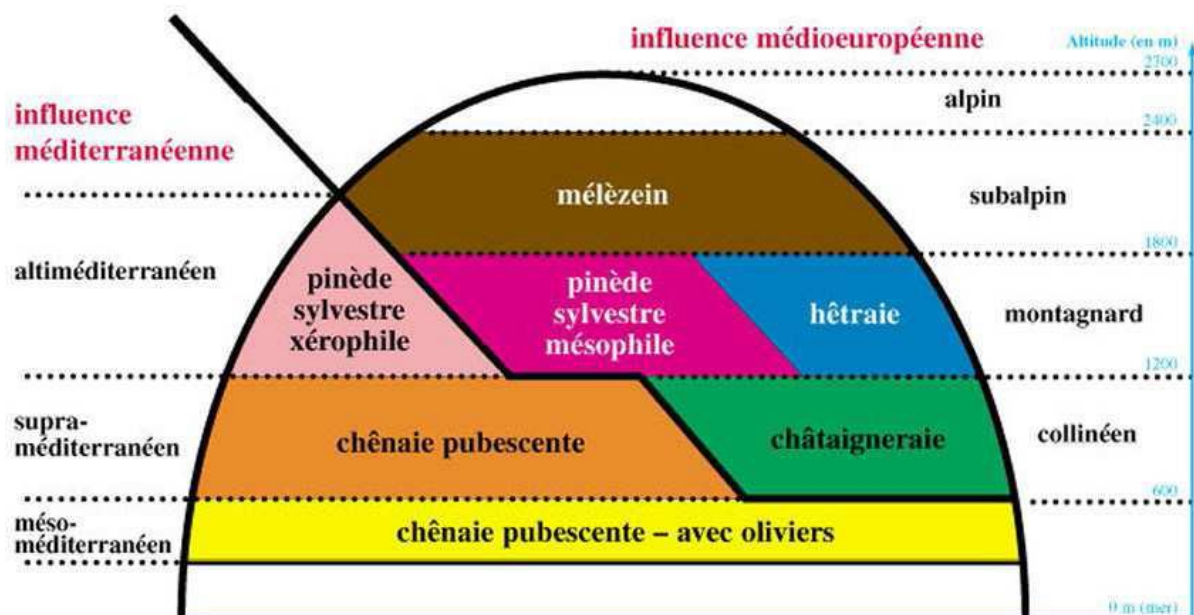 influence médioeuropéenne
Altitude (en m)
2700
alpin
influence
méditerranéenne
2400
mélèzein
subalpin
1800
altiméditerranéen
pinède
sylvestre
xérophile
pinède
sylvestre
mésophile
hêtraie
montagnard
1200
supra-
méditerranéen
chênaie pubescente
châtaigneraie
collinéen
600
méso-
méditerranéen
chênaie pubescente – avec oliviers
0 m (mer)